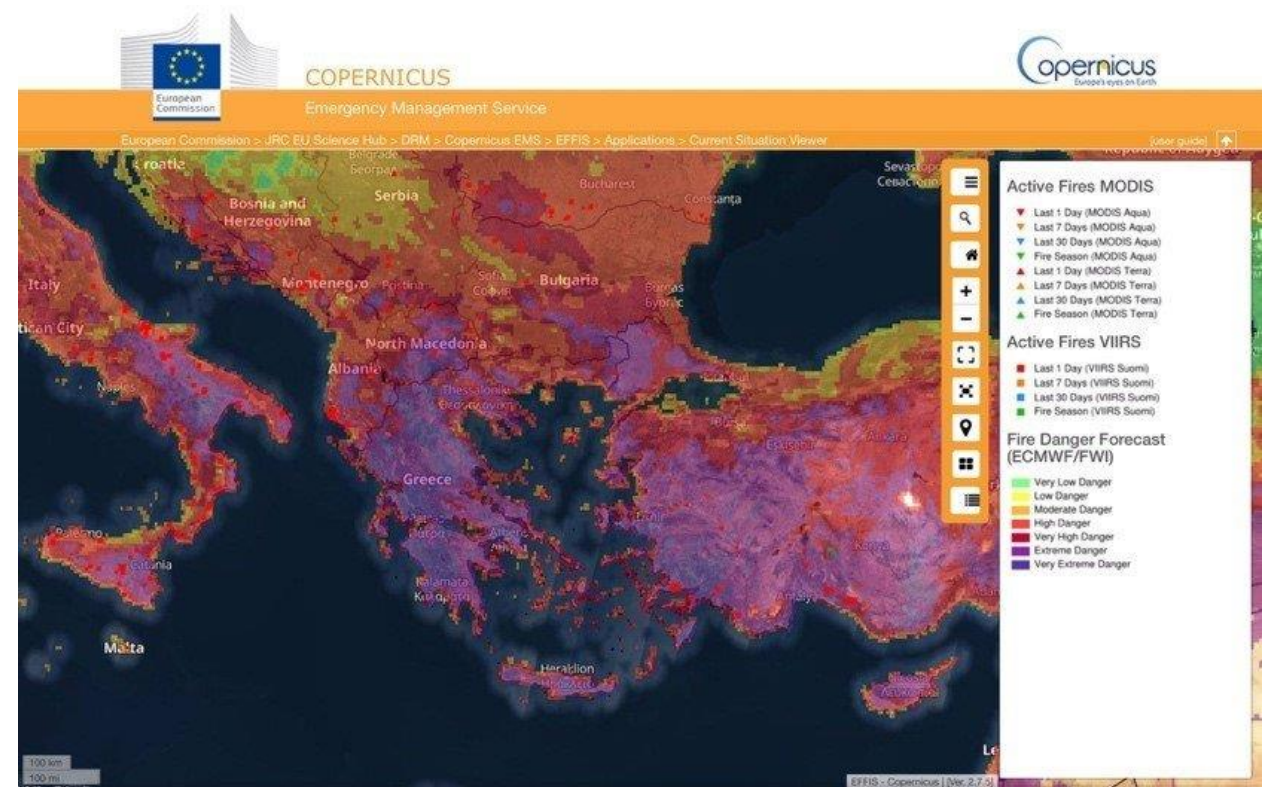 European
Commission
COPERNICUS
Emergency Management Service
opernicus
Europe's eyes on Earth
European Commission > JRC EU Science Hub > DRM > Copernicus EMS > EFFIS > Applications > Current Situation Viewer
[user guide]
roatia
Belgrade
Bosnia and
Herzegovina
Serbia
Bucharest
Constanța
Montenegro
Bulgaria
Italy
North Macedonia
Albania
Greece
Catania
Malta
Heraklion
Kalamata
Antalya
Active Fires MODIS
Last 1 Day (MODIS Aqua)
Last 7 Days (MODIS Aqua)
Last 30 Days (MODIS Aqua)
Fire Season (MODIS Aqua)
Last 1 Day (MODIS Terra)
Last 7 Days (MODIS Terra)
Last 30 Days (MODIS Terra)
Fire Season (MODIS Terra)
Active Fires VIIRS
Last 1 Day (VIIRS Suomi)
Last 7 Days (VIIRS Suomi)
Last 30 Days (VIIRS Suomi)
Fire Season (VIIRS Suomi)
Fire Danger Forecast
(ECMWF/FWI)
Very Low Danger
Low Danger
Moderate Danger
High Danger
Very High Danger
Extreme Danger
Very Extreme Danger
100 km
100 mi
EFFIS - Copernicus | [Ver. 2.7.5]